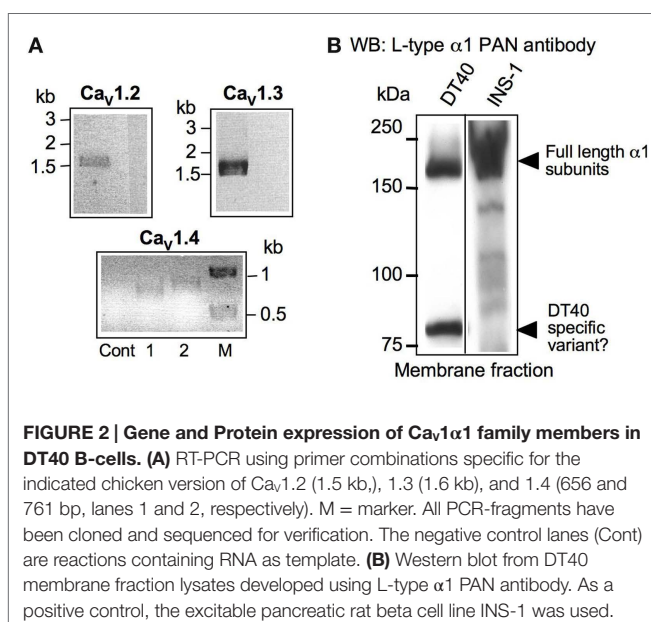 A
kb
Cav1.2
3
2
1.5
Cav1.3
3
2
1.5
Cav1.4
kb
1
0.5
Cont 1 2 M
B WB: L-type α1 PAN antibody
kDa
DT40
INS-1
250
150
100
75
Full length α1
subunits
DT40
specific
variant?
Membrane fraction
FIGURE 2 | Gene and Protein expression of Cav1α1 family members in
DT40 B-cells. (A) RT-PCR using primer combinations specific for the
indicated chicken version of Cav1.2 (1.5 kb,), 1.3 (1.6 kb), and 1.4 (656 and
761 bp, lanes 1 and 2, respectively). M = marker. All PCR-fragments have
been cloned and sequenced for verification. The negative control lanes (Cont)
are reactions containing RNA as template. (B) Western blot from DT40
membrane fraction lysates developed using L-type α1 PAN antibody. As a
positive control, the excitable pancreatic rat beta cell line INS-1 was used.